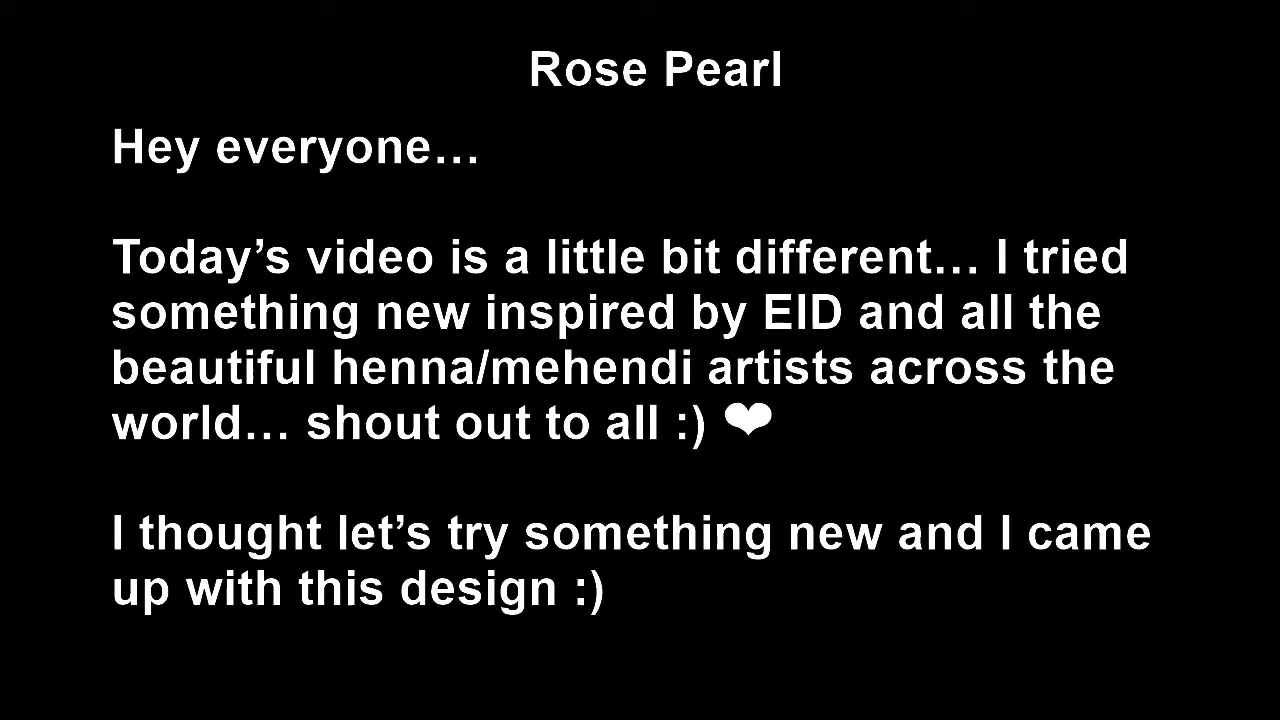 Rose Pearl
Hey everyone…
Today’s video is a little bit different… I tried
something new inspired by EID and all the
beautiful henna/mehendi artists across the
world… shout out to all :) ❤
I thought let’s try something new and I came
up with this design :)